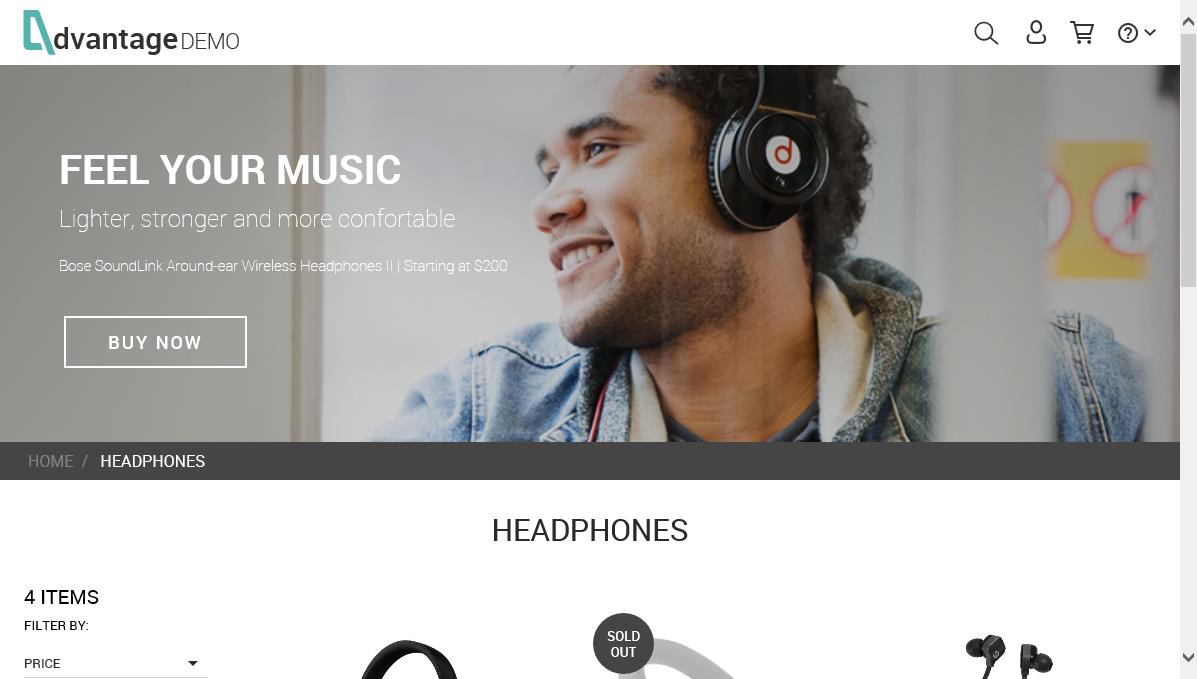 dvantage DEMO
FEEL YOUR MUSIC
Lighter, stronger and more confortable
Bose SoundLink Around-ear Wireless Headphones II | Starting at $200
BUY NOW
HOME / HEADPHONES
HEADPHONES
4 ITEMS
FILTER BY:
PRICE
SOLD
OUT